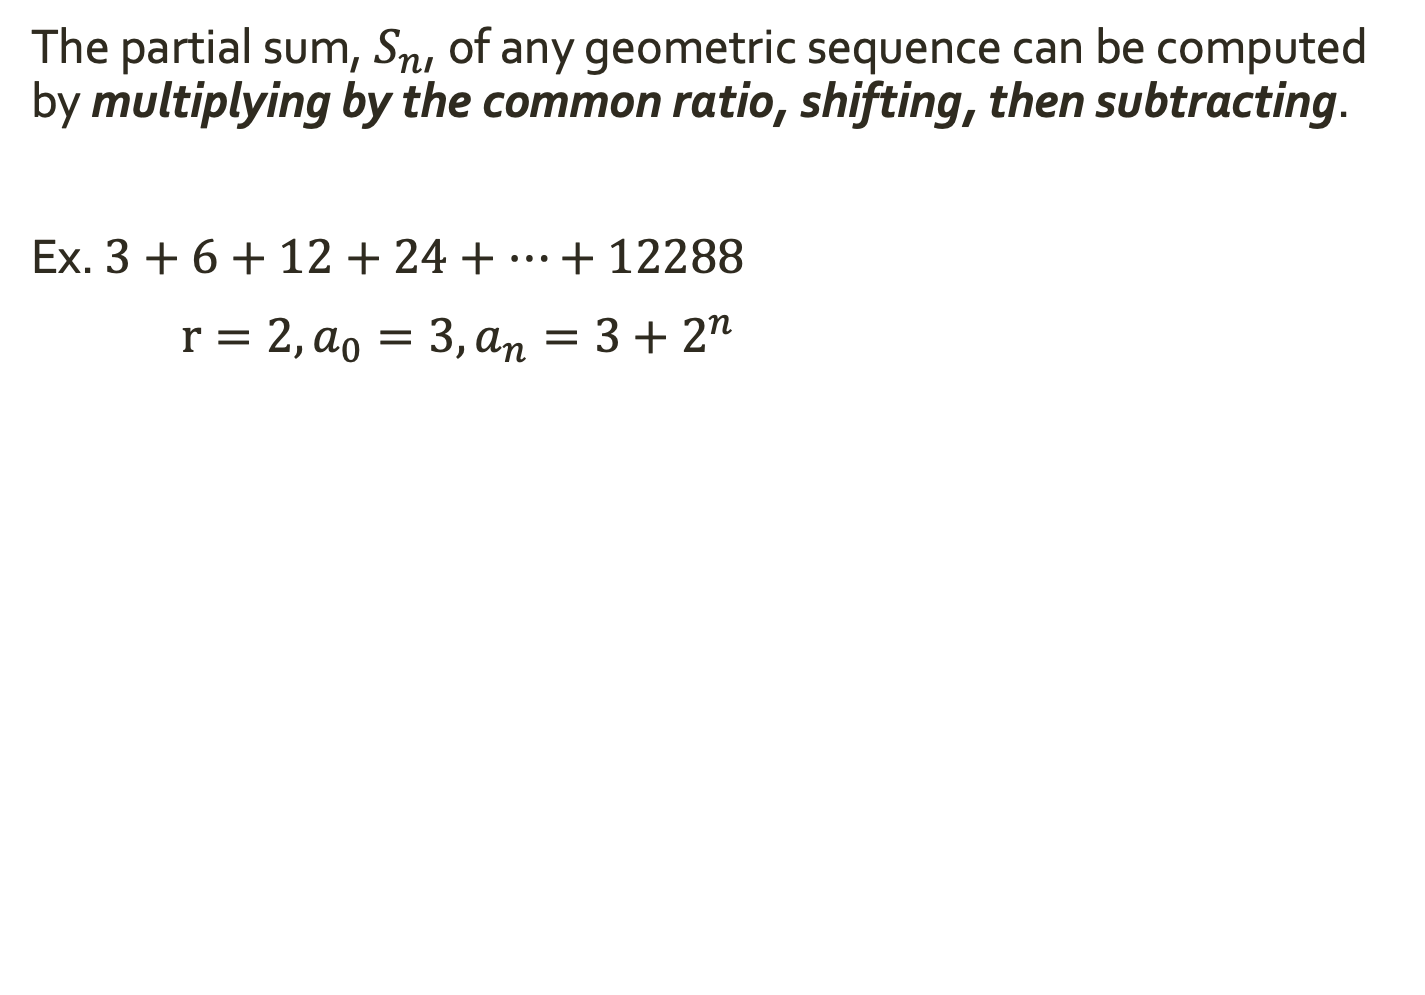 The partial sum, Sₙ, of any geometric sequence can be computed
by multiplying by the common ratio, shifting, then subtracting.
Ex. 3 + 6 + 12 + 24 + ⋯ + 12288
r = 2, a₀ = 3, aₙ = 3 + 2ⁿ